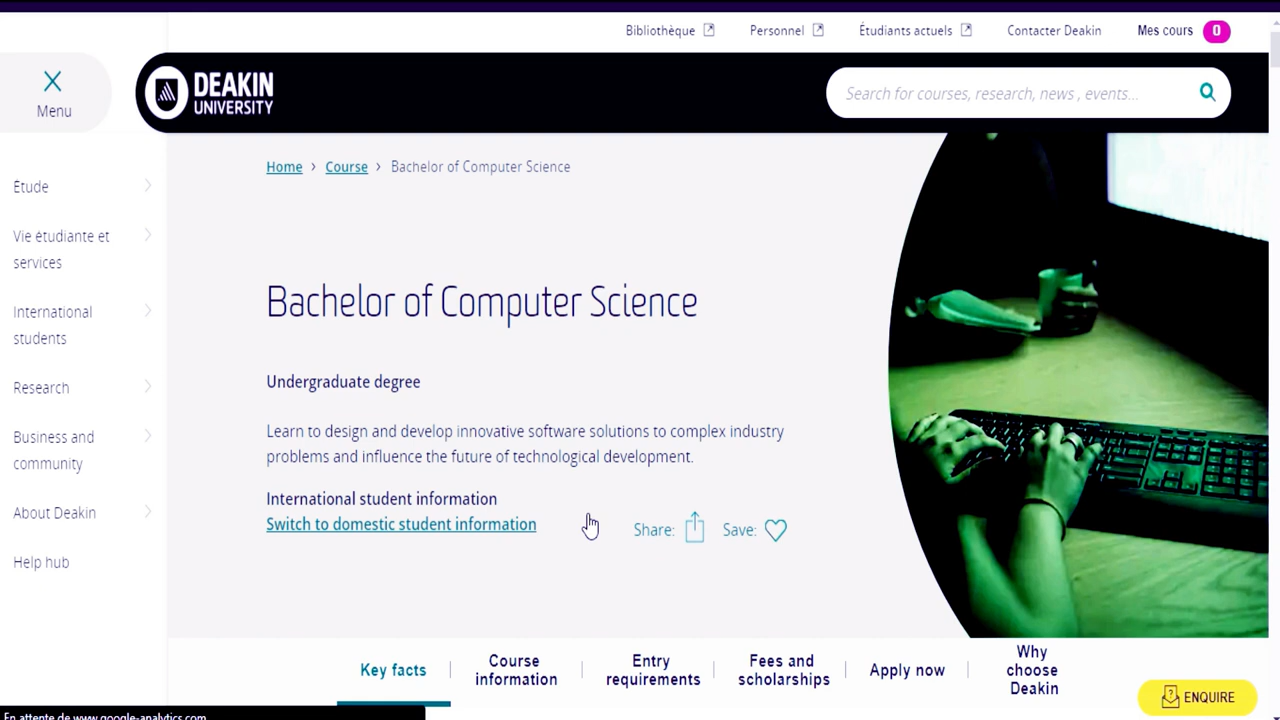 Bibliothèque Personnel Étudiants actuels Contacter Deakin Mes cours 0
Menu
DEAKIN
UNIVERSITY
Search for courses, research, news , events...
Home > Course > Bachelor of Computer Science
Étude
Vie étudiante et
services
International
students
Research
Business and
community
About Deakin
Help hub
Bachelor of Computer Science
Undergraduate degree
Learn to design and develop innovative software solutions to complex industry
problems and influence the future of technological development.
International student information
Switch to domestic student information
Share: Save:
Key facts
Course
information
Entry
requirements
Fees and
scholarships
Apply now
Why
choose
Deakin
ENQUIRE
En attente de www.google-analytics.com...